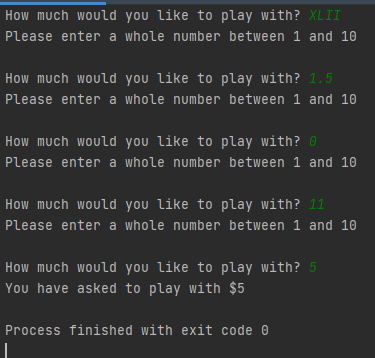 How much would you like to play with? XLII
Please enter a whole number between 1 and 10
How much would you like to play with? 1.5
Please enter a whole number between 1 and 10
How much would you like to play with? 0
Please enter a whole number between 1 and 10
How much would you like to play with? 11
Please enter a whole number between 1 and 10
How much would you like to play with? 5
You have asked to play with $5
Process finished with exit code 0